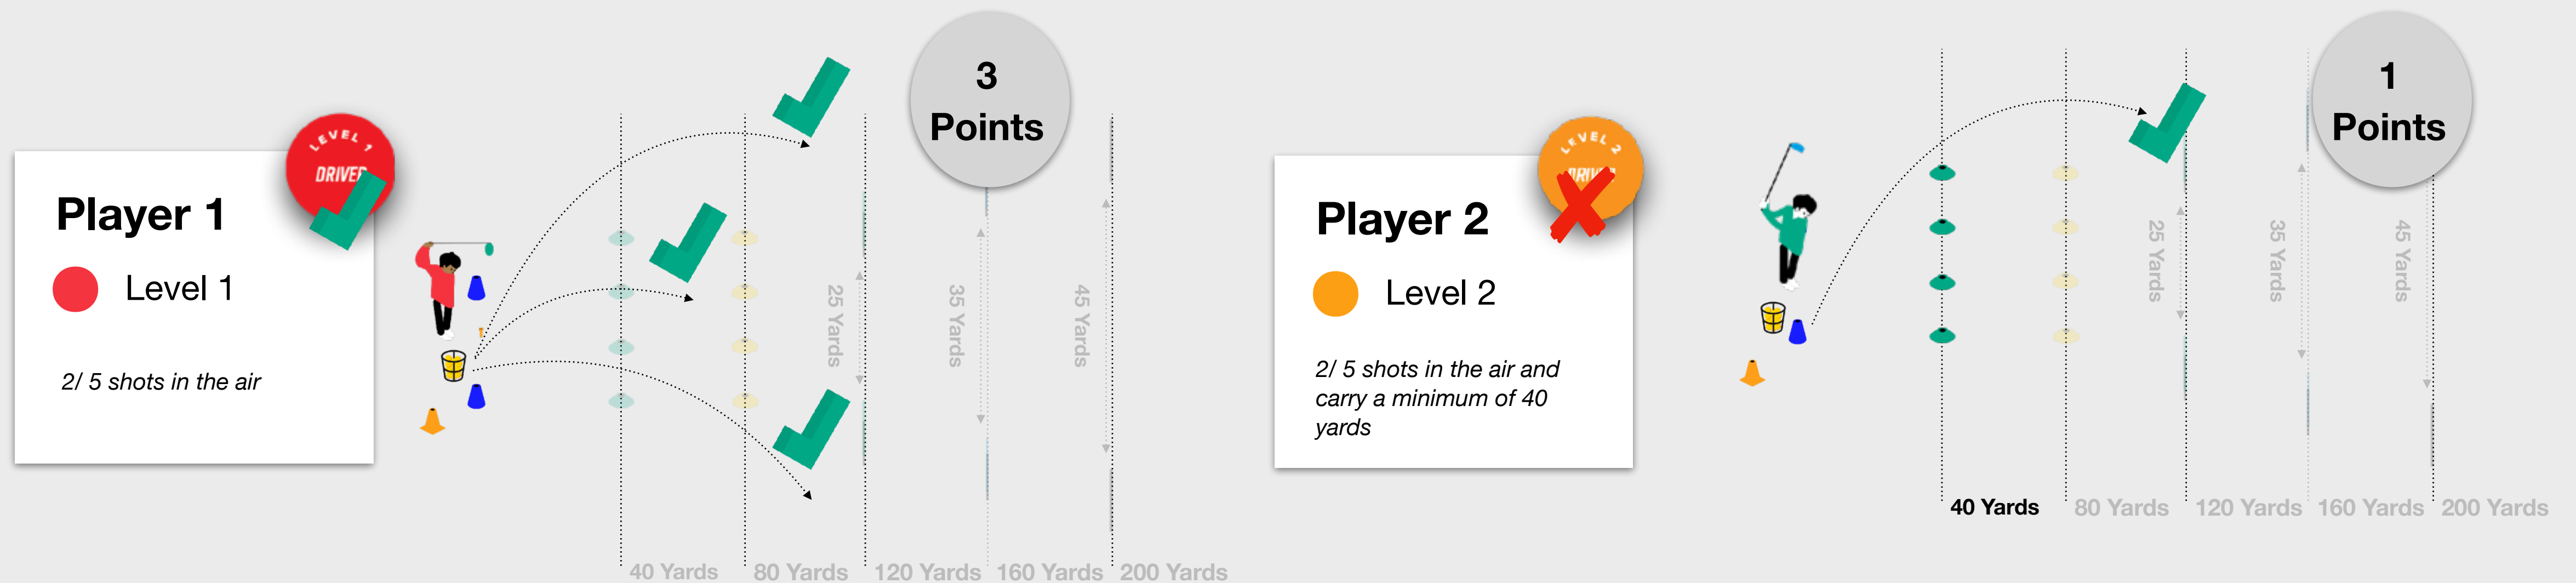 LEVEL 1
DRIVER
Player 1
Level 1
2/ 5 shots in the air
3
Points
25 Yards
35 Yards
45 Yards
40 Yards
80 Yards
120 Yards
160 Yards
200 Yards
LEVEL 2
DRIVER
Player 2
Level 2
2/ 5 shots in the air and
carry a minimum of 40
yards
1
Points
25 Yards
35 Yards
45 Yards
40 Yards
80 Yards
120 Yards
160 Yards
200 Yards